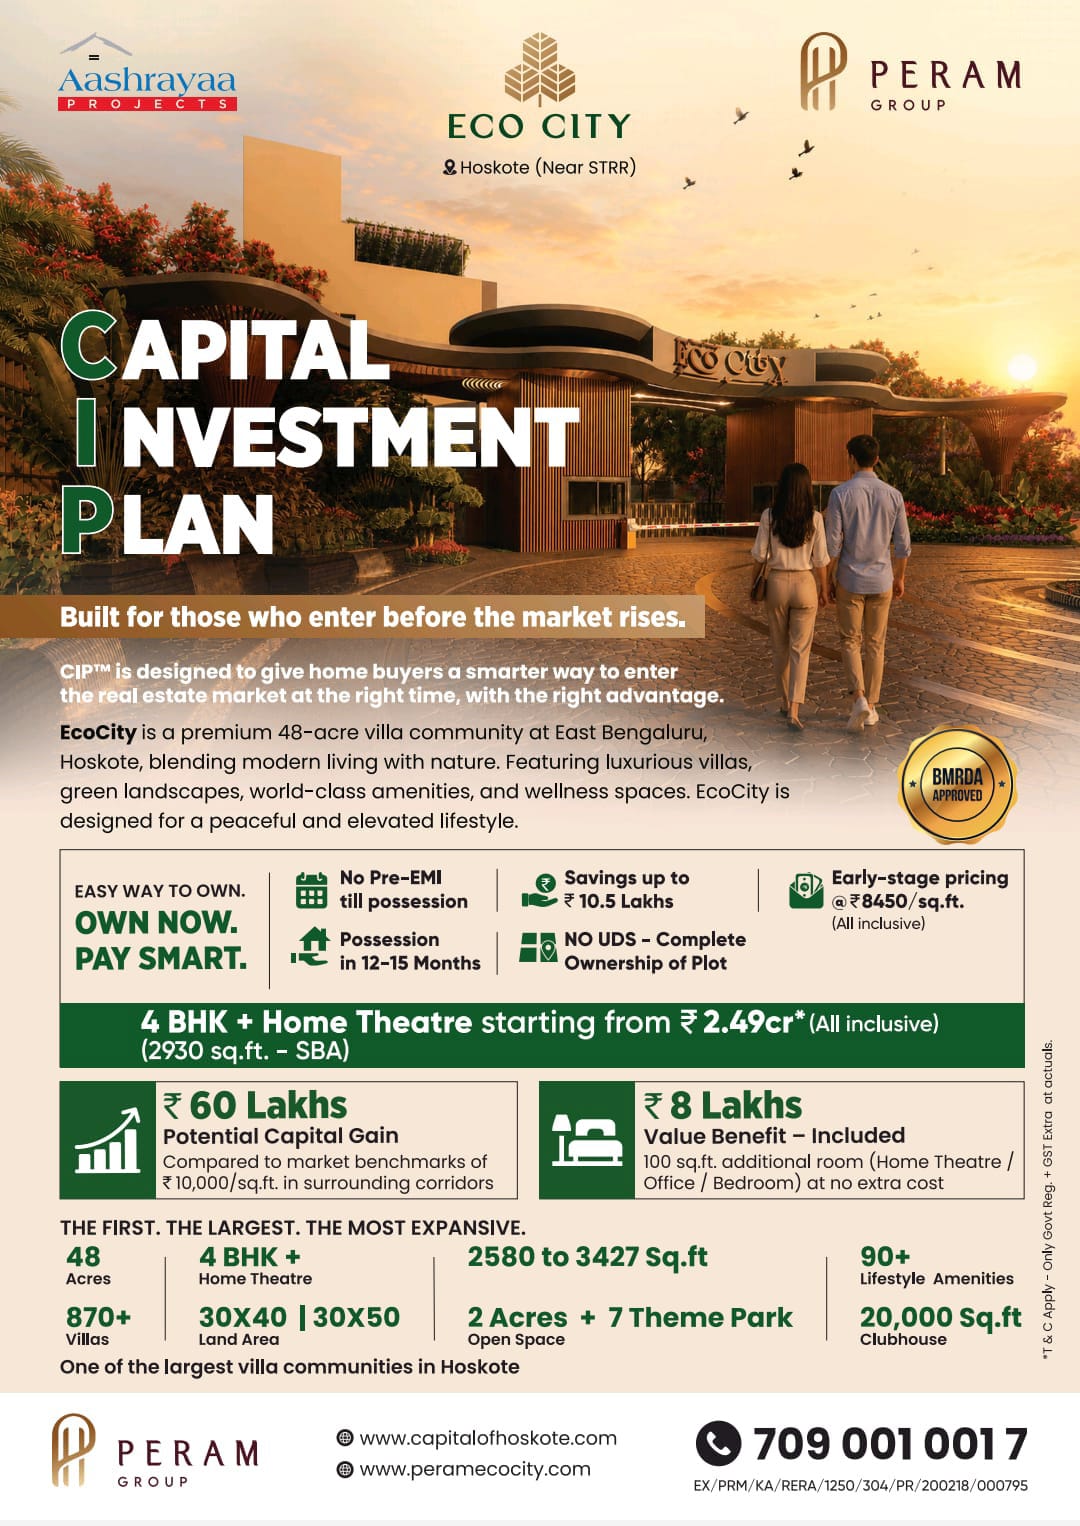 Aashrayaa
PROJECTS
ECO CITY
Hoskote (Near STRR)
PERAM
GROUP
Eco City
CAPITAL
INVESTMENT
PLAN
Built for those who enter before the market rises.
CIP™ is designed to give home buyers a smarter way to enter
the real estate market at the right time, with the right advantage.
EcoCity is a premium 48-acre villa community at East Bengaluru,
Hoskote, blending modern living with nature. Featuring luxurious villas,
green landscapes, world-class amenities, and wellness spaces. EcoCity is
designed for a peaceful and elevated lifestyle.
BMRDA
APPROVED
EASY WAY TO OWN.
OWN NOW.
PAY SMART.
No Pre-EMI
till possession
Possession
in 12-15 Months
Savings up to
₹ 10.5 Lakhs
NO UDS - Complete
Ownership of Plot
Early-stage pricing
@ ₹8450/sq.ft.
(All inclusive)
4 BHK + Home Theatre starting from ₹ 2.49cr* (All inclusive)
(2930 sq.ft. - SBA)
₹ 60 Lakhs
Potential Capital Gain
Compared to market benchmarks of
₹ 10,000/sq.ft. in surrounding corridors
₹ 8 Lakhs
Value Benefit – Included
100 sq.ft. additional room (Home Theatre /
Office / Bedroom) at no extra cost
THE FIRST. THE LARGEST. THE MOST EXPANSIVE.
48
Acres
870+
Villas
4 BHK +
Home Theatre
30X40 | 30X50
Land Area
2580 to 3427 Sq.ft
2 Acres + 7 Theme Park
Open Space
90+
Lifestyle Amenities
20,000 Sq.ft
Clubhouse
One of the largest villa communities in Hoskote
*T & C Apply - Only Govt Reg. + GST Extra at actuals.
PERAM
GROUP
www.capitalofhoskote.com
www.peramecocity.com
709 001 001 7
EX/PRM/KA/RERA/1250/304/PR/200218/000795